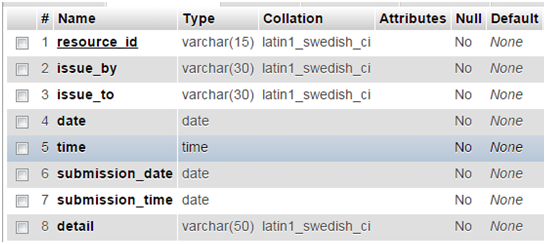 # Name Type Collation Attributes Null Default
1 resource_id varchar(15) latin1_swedish_ci No None
2 issue_by varchar(30) latin1_swedish_ci No None
3 issue_to varchar(30) latin1_swedish_ci No None
4 date date No None
5 time time No None
6 submission_date date No None
7 submission_time date No None
8 detail varchar(50) latin1_swedish_ci No None